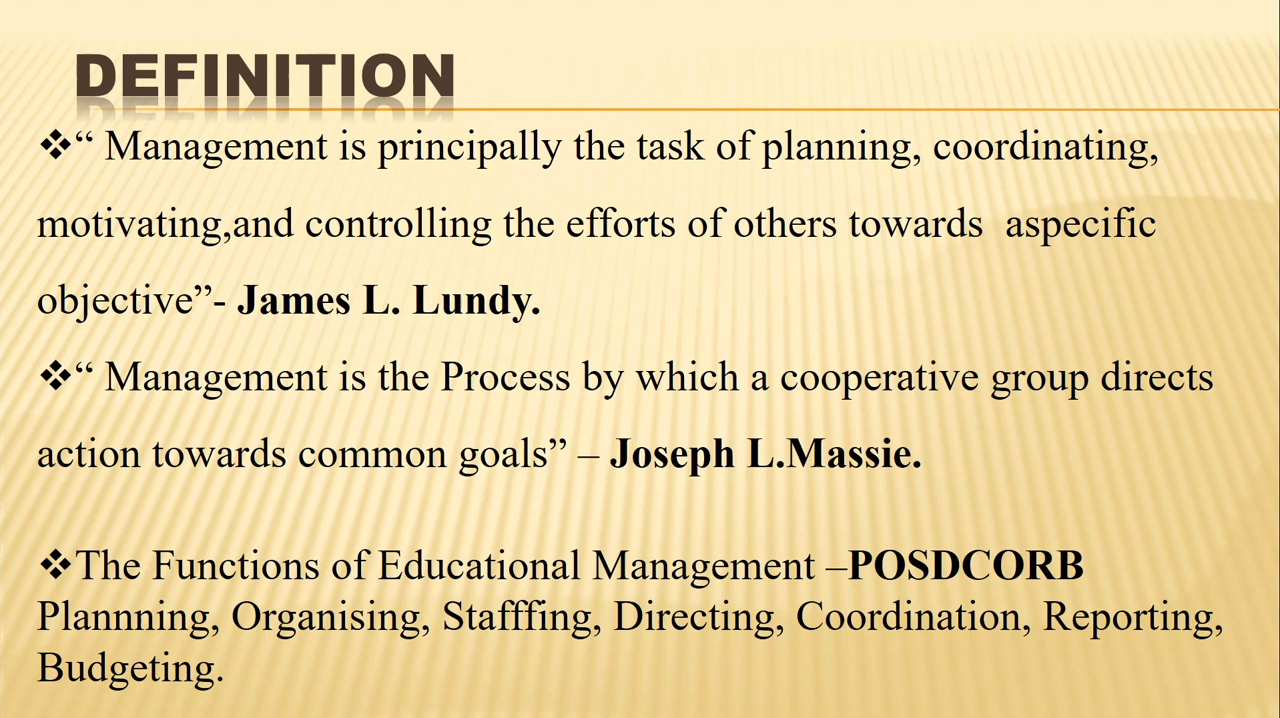 DEFINITION
❖“ Management is principally the task of planning, coordinating,
motivating,and controlling the efforts of others towards  aspecific
objective”- James L. Lundy.
❖“ Management is the Process by which a cooperative group directs
action towards common goals” – Joseph L.Massie.
❖The Functions of Educational Management –POSDCORB
Plannning, Organising, Stafffing, Directing, Coordination, Reporting,
Budgeting.